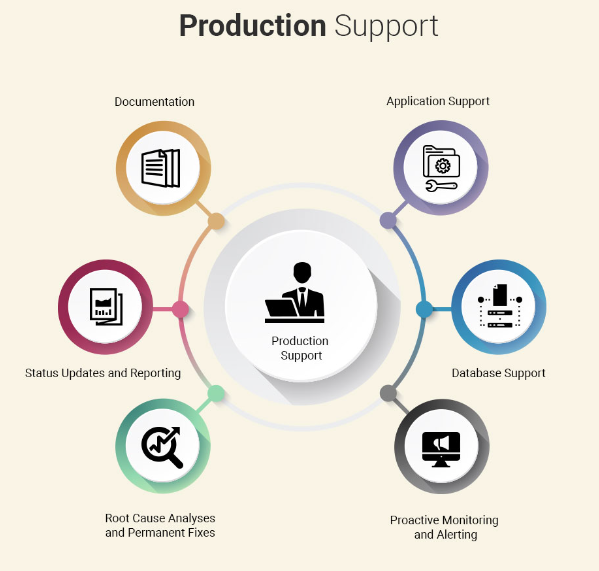 Production Support
Documentation
Application Support
Production
Support
Status Updates and Reporting
Database Support
Root Cause Analyses
and Permanent Fixes
Proactive Monitoring
and Alerting